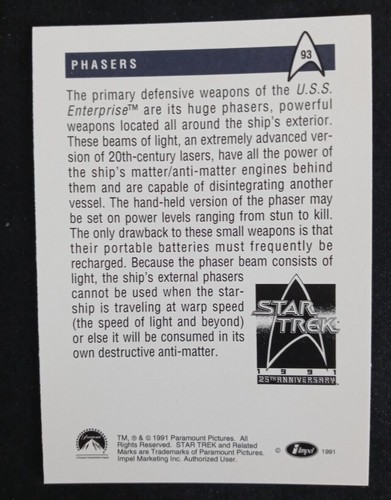 93
PHASERS
The primary defensive weapons of the U.S.S.
Enterprise™ are its huge phasers, powerful
weapons located all around the ship's exterior.
These beams of light, an extremely advanced ver-
sion of 20th-century lasers, have all the power of
the ship's matter/anti-matter engines behind
them and are capable of disintegrating another
vessel. The hand-held version of the phaser may
be set on power levels ranging from stun to kill.
The only drawback to these small weapons is that
their portable batteries must frequently be
recharged. Because the phaser beam consists of
light, the ship's external phasers
cannot be used when the star-
ship is traveling at warp speed
(the speed of light and beyond)
or else it will be consumed in its
own destructive anti-matter.
STAR
TREK
1991
25TH ANNIVERSARY
Paramount
TM, ® & © 1991 Paramount Pictures. All
Rights Reserved. STAR TREK and Related
Marks are Trademarks of Paramount Pictures.
Impel Marketing Inc. Authorized User.
© impel 1991